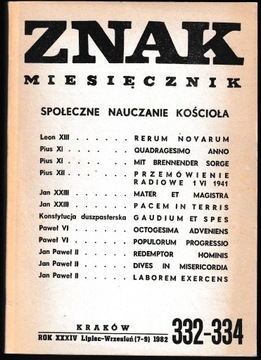 ZNAK
MIESIĘCZNIK
SPOŁECZNE NAUCZANIE KOŚCIOŁA
Leon XIII . . . . . . RERUM NOVARUM
Pius XI . . . . . . QUADRAGESIMO ANNO
Pius XI . . . . . . MIT BRENNENDER SORGE
Pius XII . . . . . . PRZEMÓWIENIE
RADIOWE 1 VI 1941
Jan XXIII . . . . . . MATER ET MAGISTRA
Jan XXIII . . . . . . PACEM IN TERRIS
Konstytucja duszpasterska GAUDIUM ET SPES
Paweł VI . . . . . . OCTOGESIMA ADVENIENS
Paweł VI . . . . . . POPULORUM PROGRESSIO
Jan Paweł II . . . . . REDEMPTOR HOMINIS
Jan Paweł II . . . . . DIVES IN MISERICORDIA
Jan Paweł II . . . . . LABOREM EXERCENS
KRAKÓW
ROK XXXIV Lipiec-Wrzesień (7-9) 1982 332-334